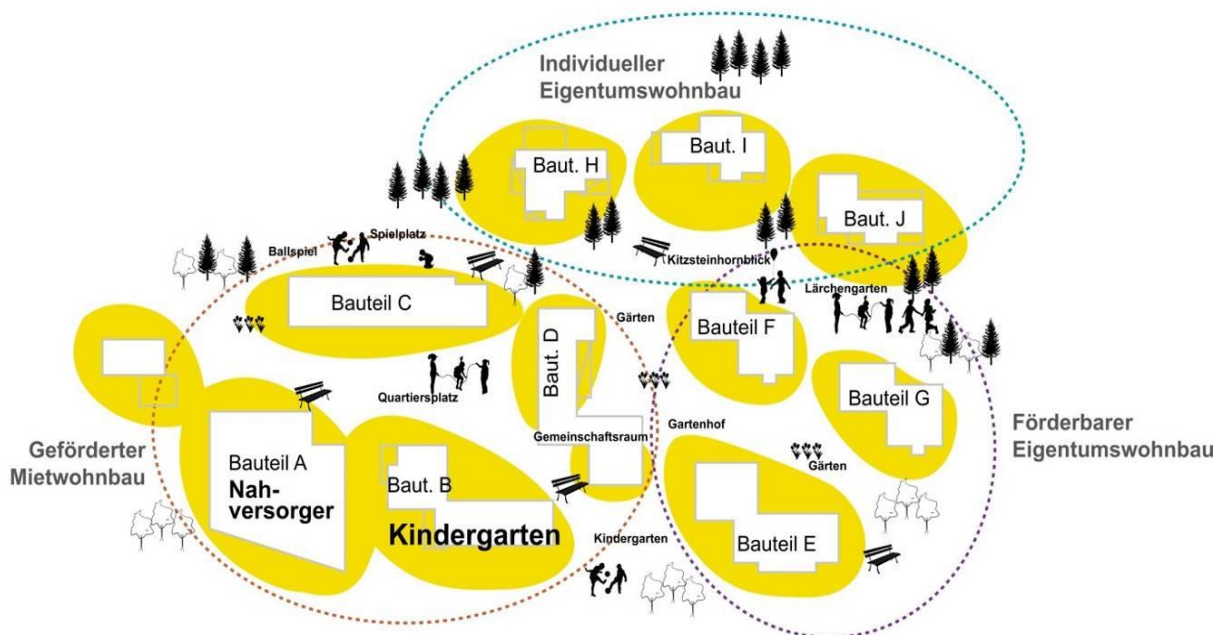 Individueller
Eigentumswohnbau
Baut. H
Baut. I
Baut. J
Ballspiel
Spielplatz
Kitzsteinhornblick
Lärchengarten
Bauteil C
Baut. D
Gärten
Bauteil F
Quartiersplatz
Bauteil G
Geförderter
Mietwohnbau
Bauteil A
Nah-
versorger
Baut. B
Kindergarten
Gemeinschaftsraum
Gartenhof
Gärten
Förderbarer
Eigentumswohnbau
Kindergarten
Bauteil E